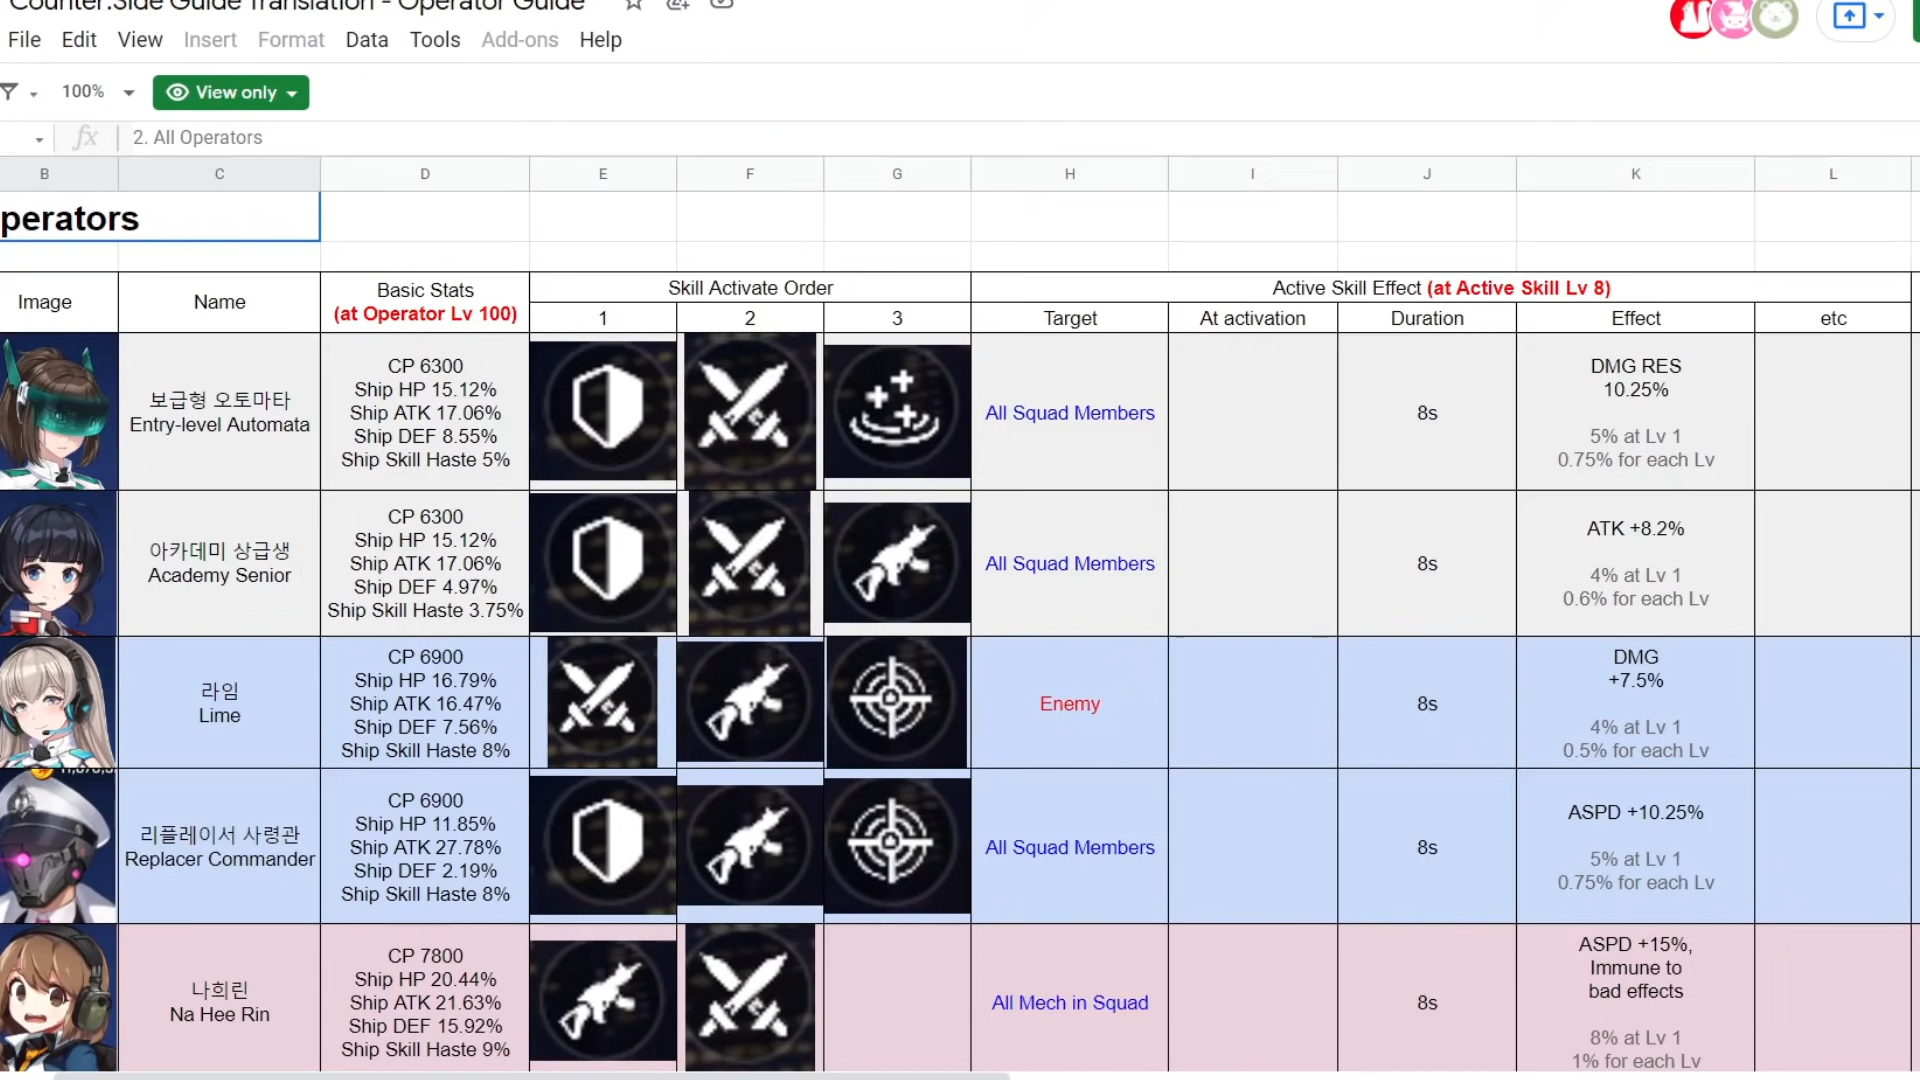 Counter:Side Guide Translation - Operator Guide
File Edit View Insert Format Data Tools Add-ons Help
100% View only
fx 2. All Operators
B C D E F G H I J K L
perators
Image Name Basic Stats
(at Operator Lv 100)
Skill Activate Order
Active Skill Effect (at Active Skill Lv 8)
1 2 3 Target At activation Duration Effect etc
보급형 오토마타
Entry-level Automata
CP 6300
Ship HP 15.12%
Ship ATK 17.06%
Ship DEF 8.55%
Ship Skill Haste 5%
All Squad Members
8s
DMG RES
10.25%
5% at Lv 1
0.75% for each Lv
아카데미 상급생
Academy Senior
CP 6300
Ship HP 15.12%
Ship ATK 17.06%
Ship DEF 4.97%
Ship Skill Haste 3.75%
All Squad Members
8s
ATK +8.2%
4% at Lv 1
0.6% for each Lv
라임
Lime
CP 6900
Ship HP 16.79%
Ship ATK 16.47%
Ship DEF 7.56%
Ship Skill Haste 8%
Enemy
8s
DMG
+7.5%
4% at Lv 1
0.5% for each Lv
리플레이서 사령관
Replacer Commander
CP 6900
Ship HP 11.85%
Ship ATK 27.78%
Ship DEF 2.19%
Ship Skill Haste 8%
All Squad Members
8s
ASPD +10.25%
5% at Lv 1
0.75% for each Lv
나희린
Na Hee Rin
CP 7800
Ship HP 20.44%
Ship ATK 21.63%
Ship DEF 15.92%
Ship Skill Haste 9%
All Mech in Squad
8s
ASPD +15%,
Immune to
bad effects
8% at Lv 1
1% for each Lv